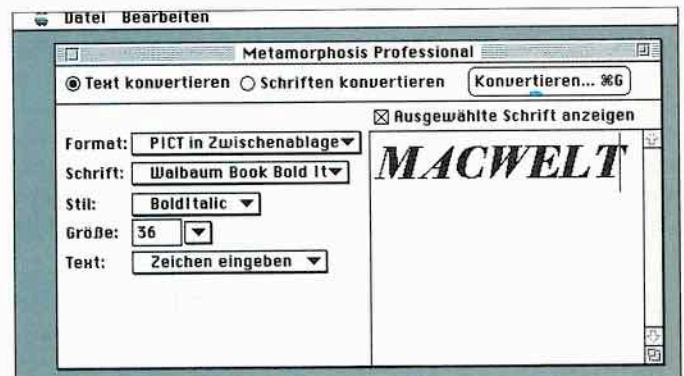 Datei Bearbeiten
Metamorphosis Professional
Text konvertieren Schriften konvertieren Konvertieren... ⌘G
Ausgewählte Schrift anzeigen
Format: PICT in Zwischenablage
Schrift: Walbaum Book Bold It
Stil: BoldItalic
Größe: 36
Text: Zeichen eingeben
MACWELT